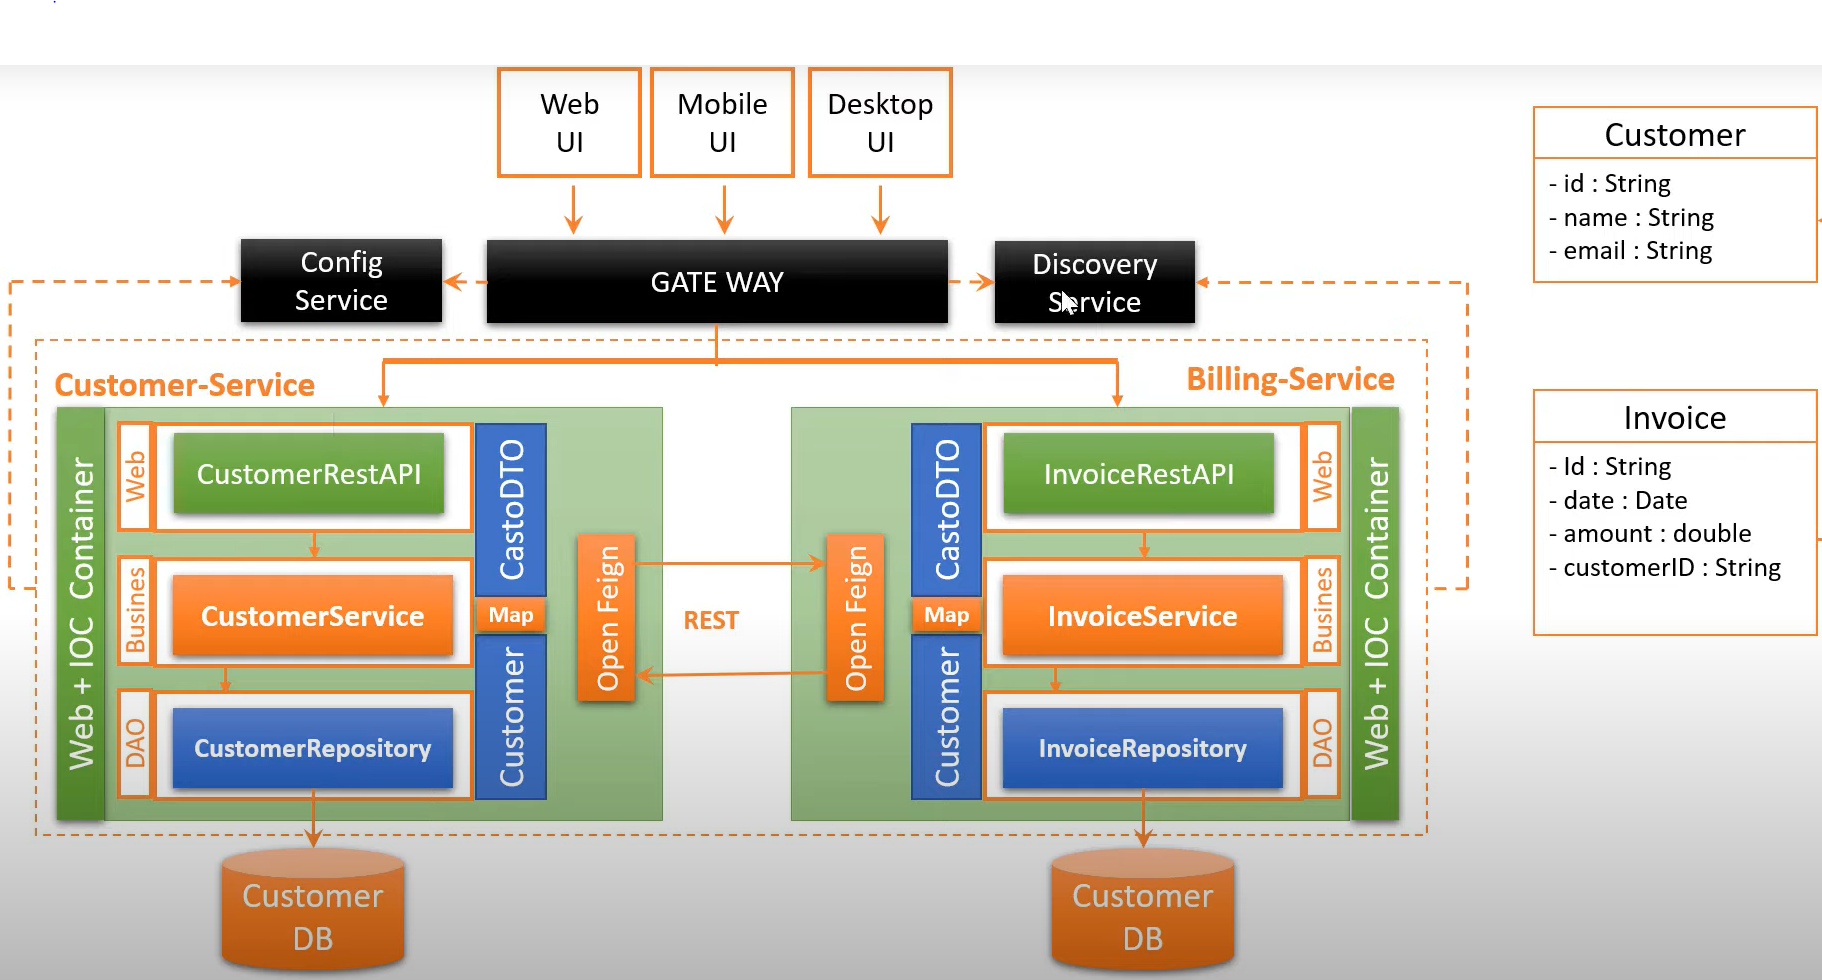 Web
UI
Mobile
UI
Desktop
UI
Config
Service
GATE WAY
Discovery
Service
Customer
- id : String
- name : String
- email : String
Invoice
- Id : String
- date : Date
- amount : double
- customerID : String
Customer-Service
Web + IOC Container
Web
CustomerRestAPI
Busines
CustomerService
DAO
CustomerRepository
CastoDTO
Map
Customer
Open Feign
REST
Billing-Service
Open Feign
CastoDTO
Map
Customer
InvoiceRestAPI
Web
InvoiceService
Busines
InvoiceRepository
DAO
Web + IOC Container
Customer
DB
Customer
DB